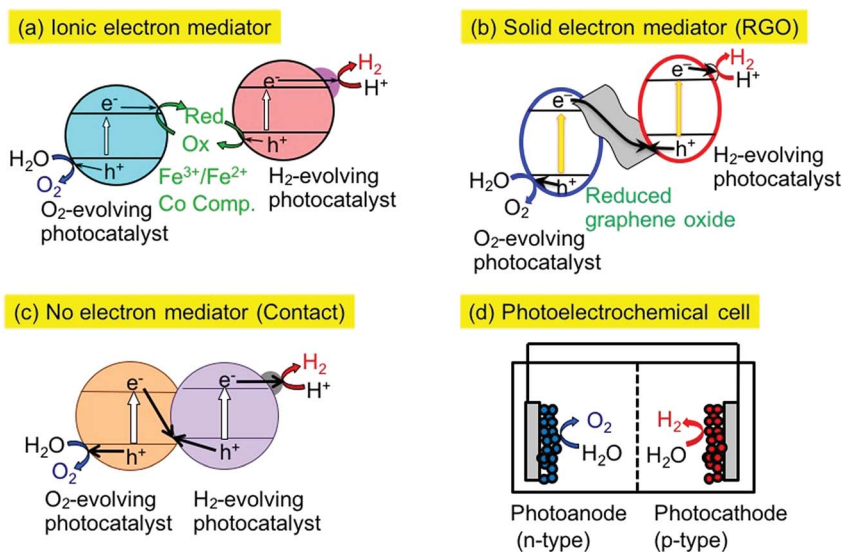 (a) Ionic electron mediator
e⁻
Red
Ox
h⁺
H₂O
O₂
Fe³⁺/Fe²⁺
Co Comp.
O₂-evolving
photocatalyst
e⁻
h⁺
H₂
H⁺
H₂-evolving
photocatalyst
(b) Solid electron mediator (RGO)
e⁻
h⁺
H₂O
O₂
Reduced
graphene oxide
O₂-evolving
photocatalyst
e⁻
h⁺
H₂
H⁺
H₂-evolving
photocatalyst
(c) No electron mediator (Contact)
e⁻
h⁺
H₂O
O₂
O₂-evolving
photocatalyst
e⁻
h⁺
H₂
H⁺
H₂-evolving
photocatalyst
(d) Photoelectrochemical cell
O₂
H₂O
H₂
H₂O
Photoanode
(n-type)
Photocathode
(p-type)